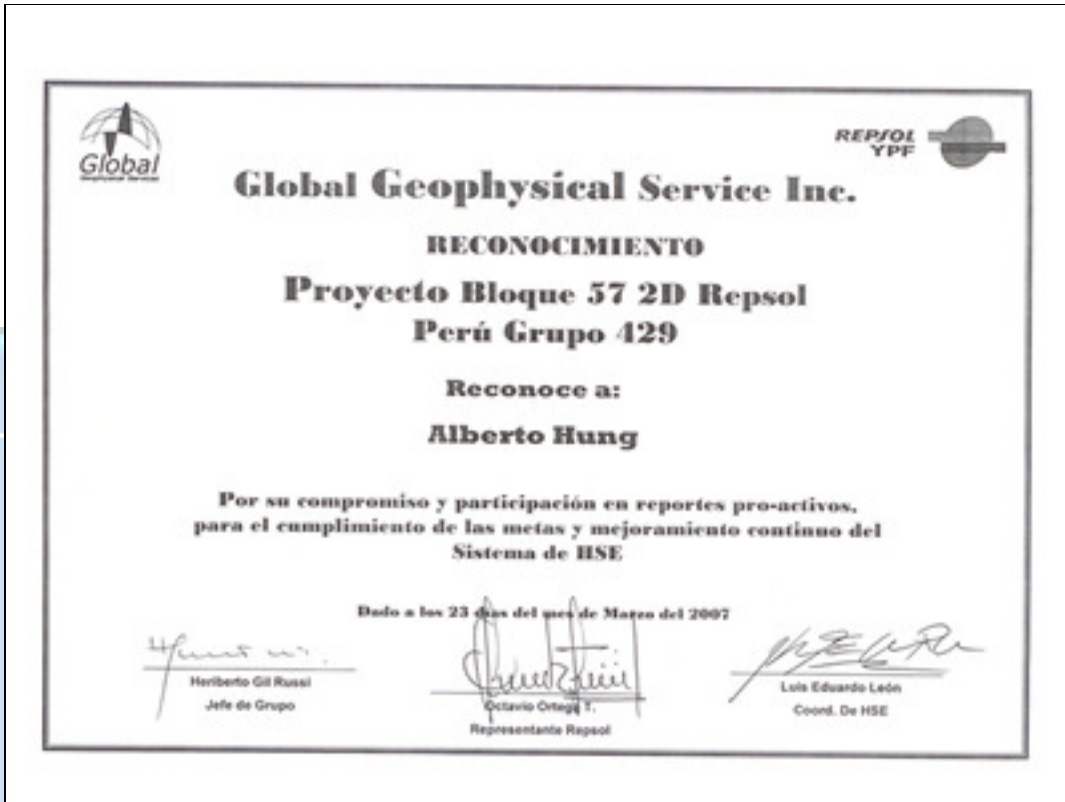 Global
Geophysical Services
REPSOL
YPF
Global Geophysical Service Inc.
RECONOCIMIENTO
Proyecto Bloque 57 2D Repsol
Perú Grupo 429
Reconoce a:
Alberto Hung
Por su compromiso y participación en reportes pro-activos,
para el cumplimiento de las metas y mejoramiento continuo del
Sistema de HSE
Dado a los 23 dias del mes de Marzo del 2007
Heriberto Gil Russi
Jefe de Grupo
Octavio Ortega T.
Representante Repsol
Luis Eduardo León
Coord. De HSE